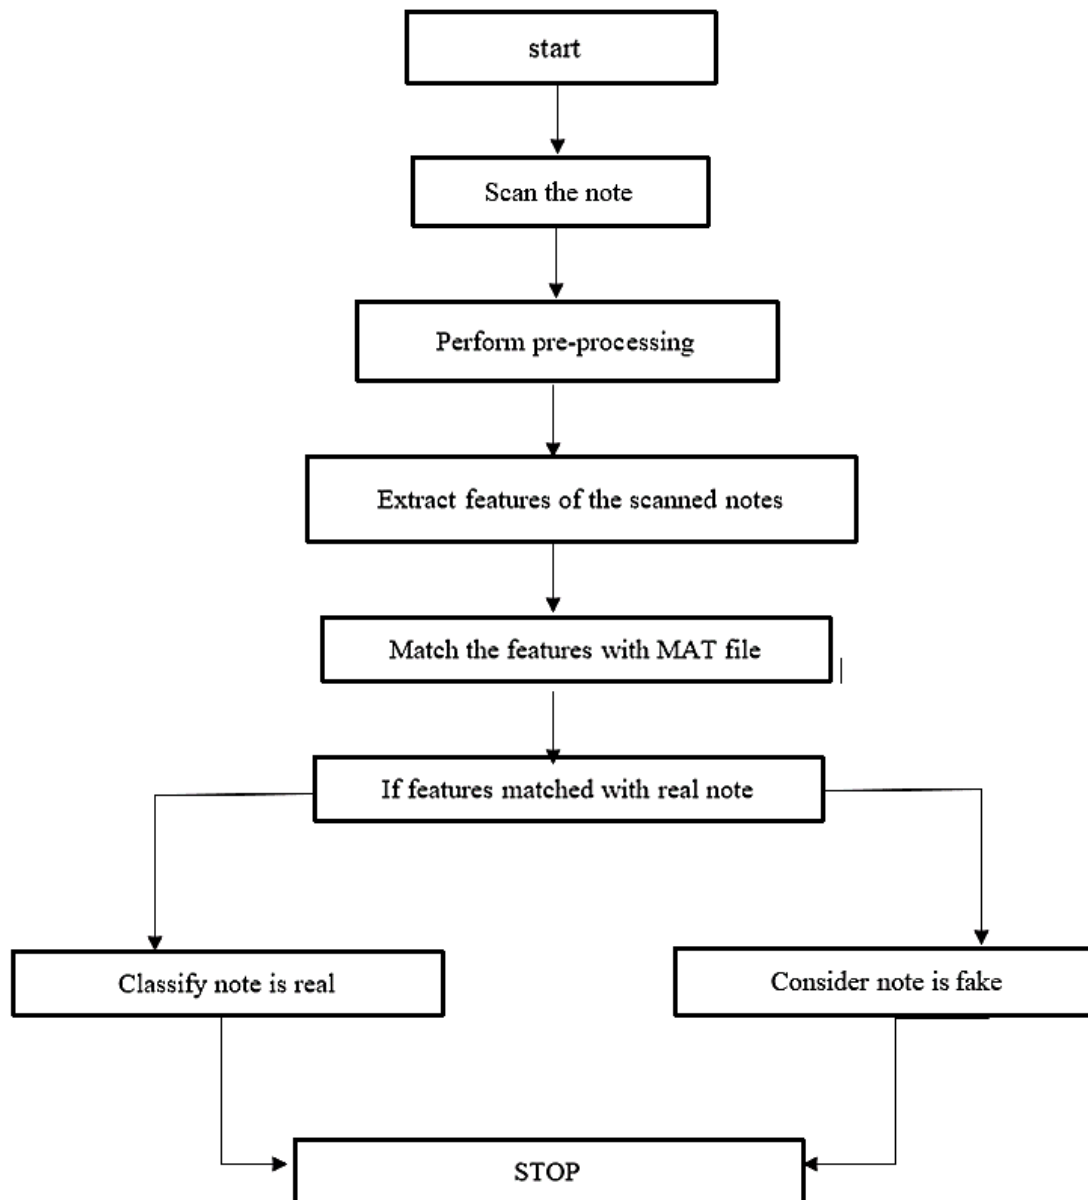 start
Scan the note
Perform pre-processing
Extract features of the scanned notes
Match the features with MAT file
If features matched with real note
Classify note is real
Consider note is fake
STOP